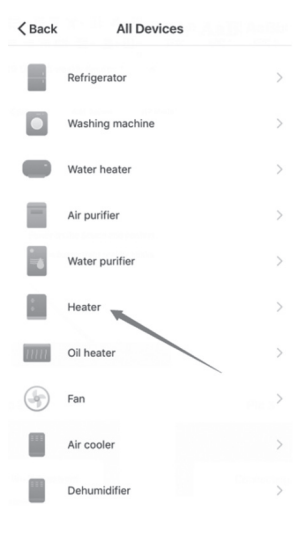 Back All Devices
Refrigerator
Washing machine
Water heater
Air purifier
Water purifier
Heater
Oil heater
Fan
Air cooler
Dehumidifier